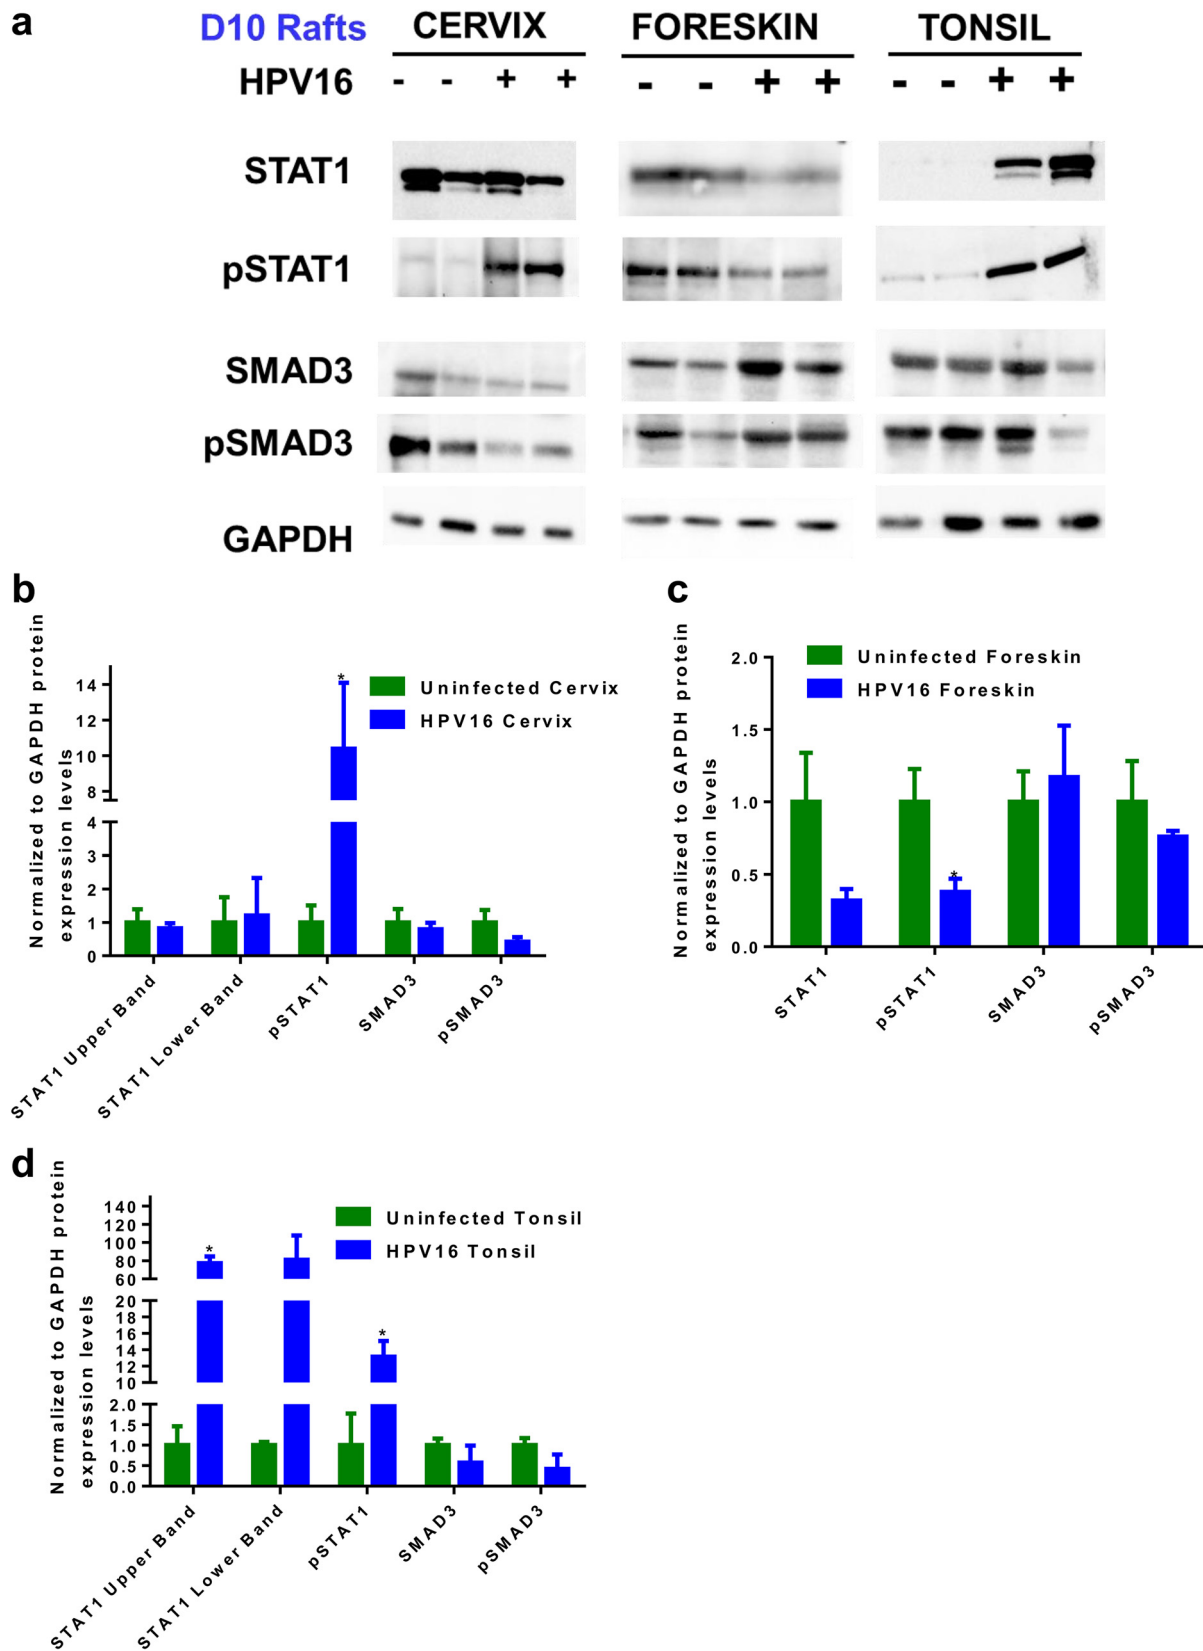 a
D10 Rafts CERVIX FORESKIN TONSIL
HPV16 - - + + - - + + - - + +
STAT1
pSTAT1
SMAD3
pSMAD3
GAPDH
b
Normalized to GAPDH protein
expression levels
14
12
10
8
4
3
2
1
0
*
Uninfected Cervix
HPV16 Cervix
STAT1 Upper Band
STAT1 Lower Band
pSTAT1
SMAD3
pSMAD3
c
Normalized to GAPDH protein
expression levels
2.0
1.5
1.0
0.5
0.0
Uninfected Foreskin
HPV16 Foreskin
*
STAT1
pSTAT1
SMAD3
pSMAD3
d
Normalized to GAPDH protein
expression levels
140
120
100
80
60
20
18
16
14
12
10
2.0
1.5
1.0
0.5
0.0
*
*
Uninfected Tonsil
HPV16 Tonsil
STAT1 Upper Band
STAT1 Lower Band
pSTAT1
SMAD3
pSMAD3